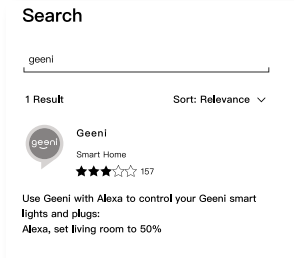 Search
geeni
1 Result Sort: Relevance
geeni
Geeni
Smart Home
157
Use Geeni with Alexa to control your Geeni smart
lights and plugs:
Alexa, set living room to 50%